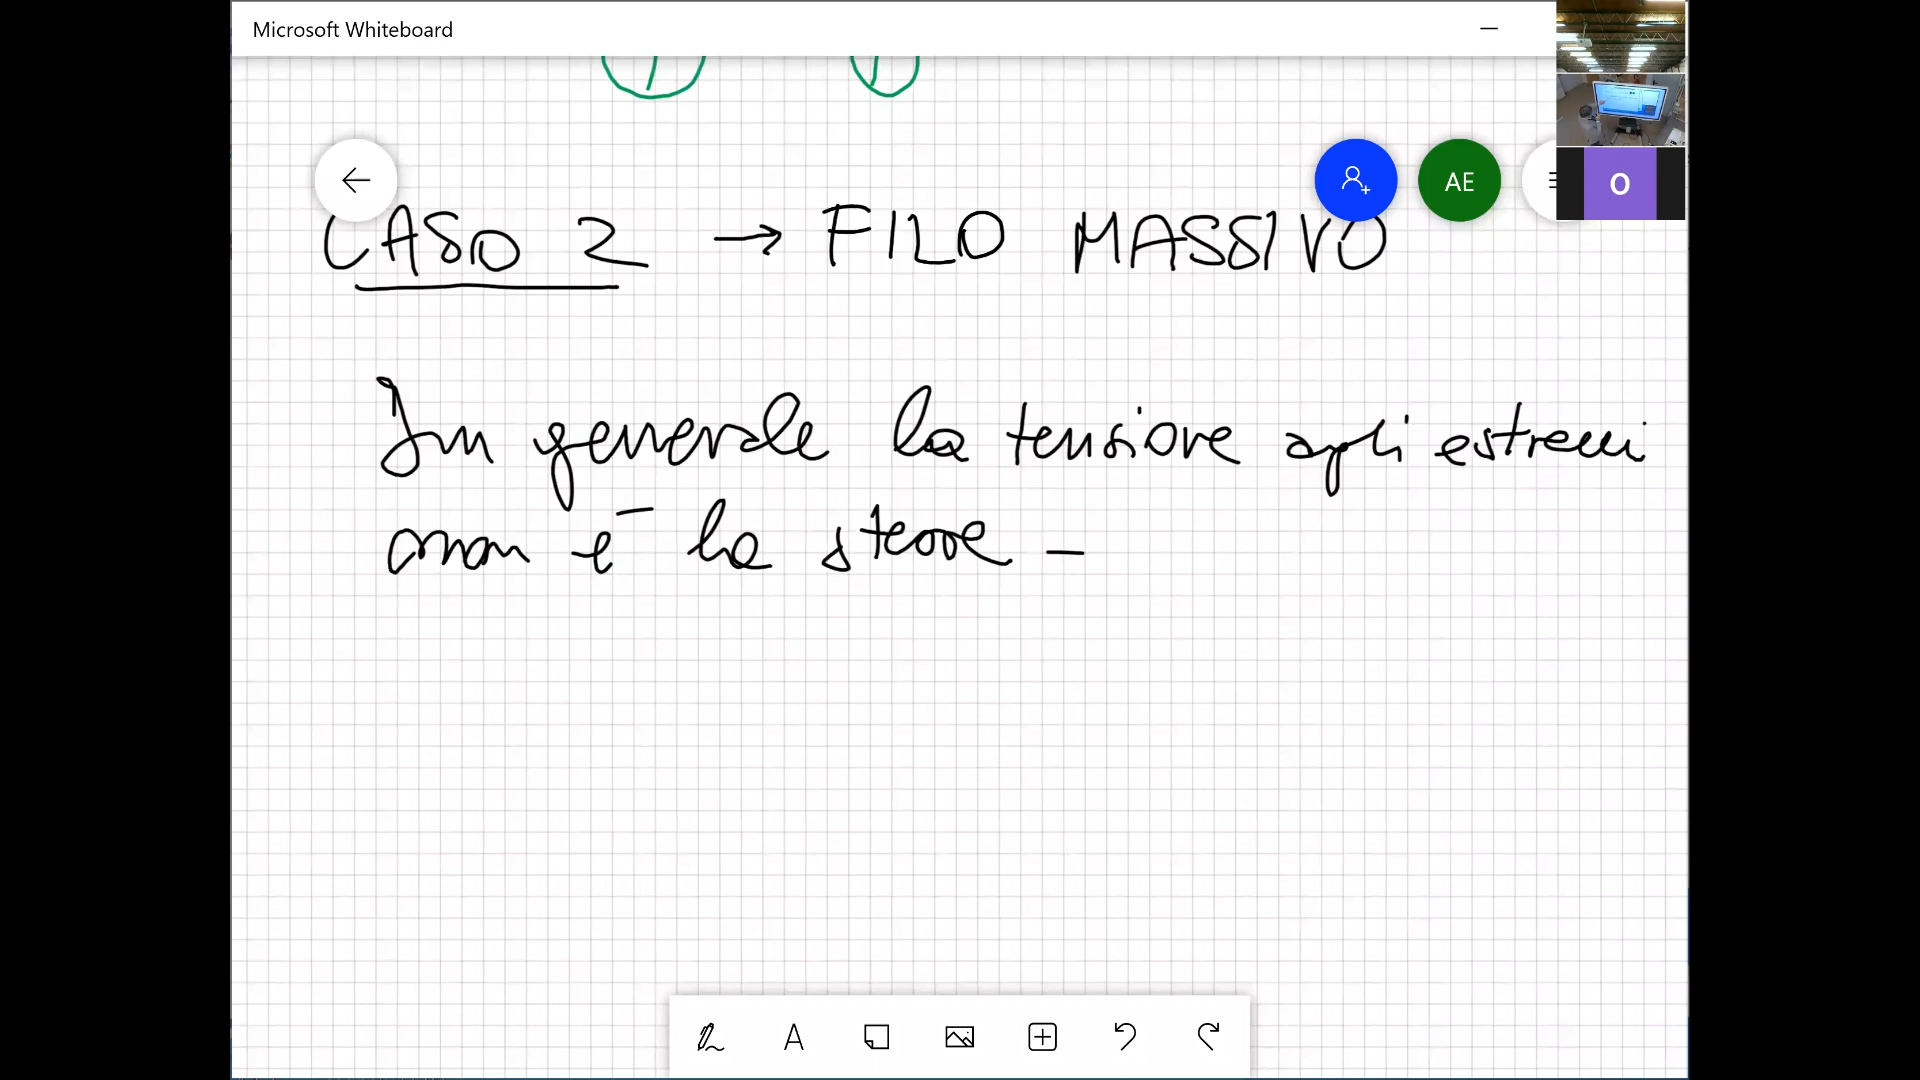 Microsoft Whiteboard
AE
O
CASO 2 → FILO MASSIVO
In generale la tensione agli estremi
non è la stessa -